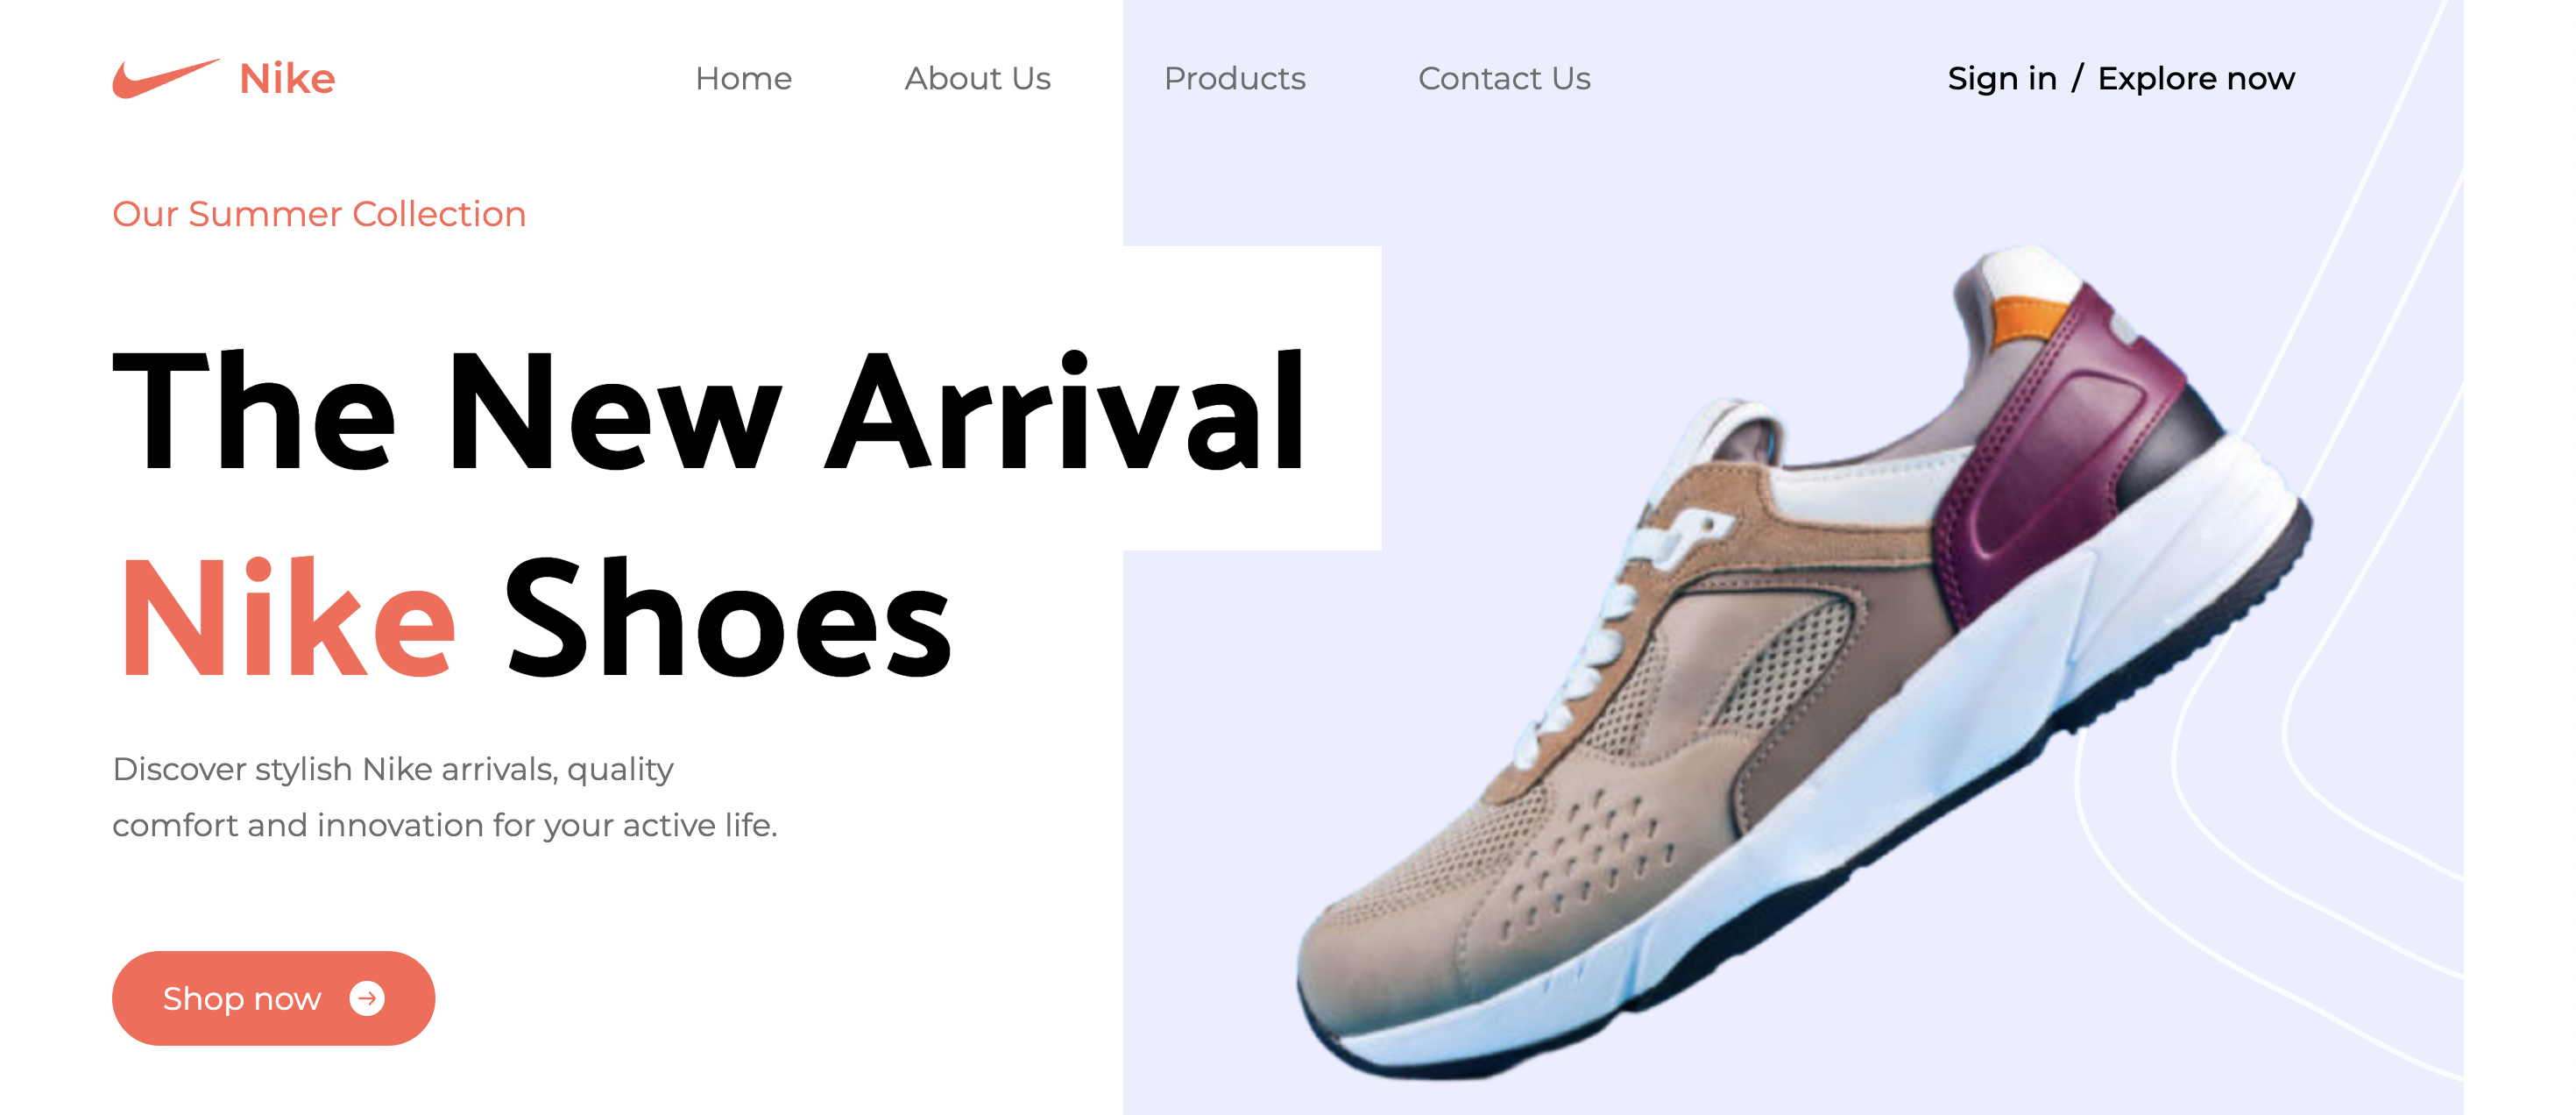 Nike
Home
About Us
Products
Contact Us
Sign in / Explore now
Our Summer Collection
The New Arrival
Nike Shoes
Discover stylish Nike arrivals, quality
comfort and innovation for your active life.
Shop now